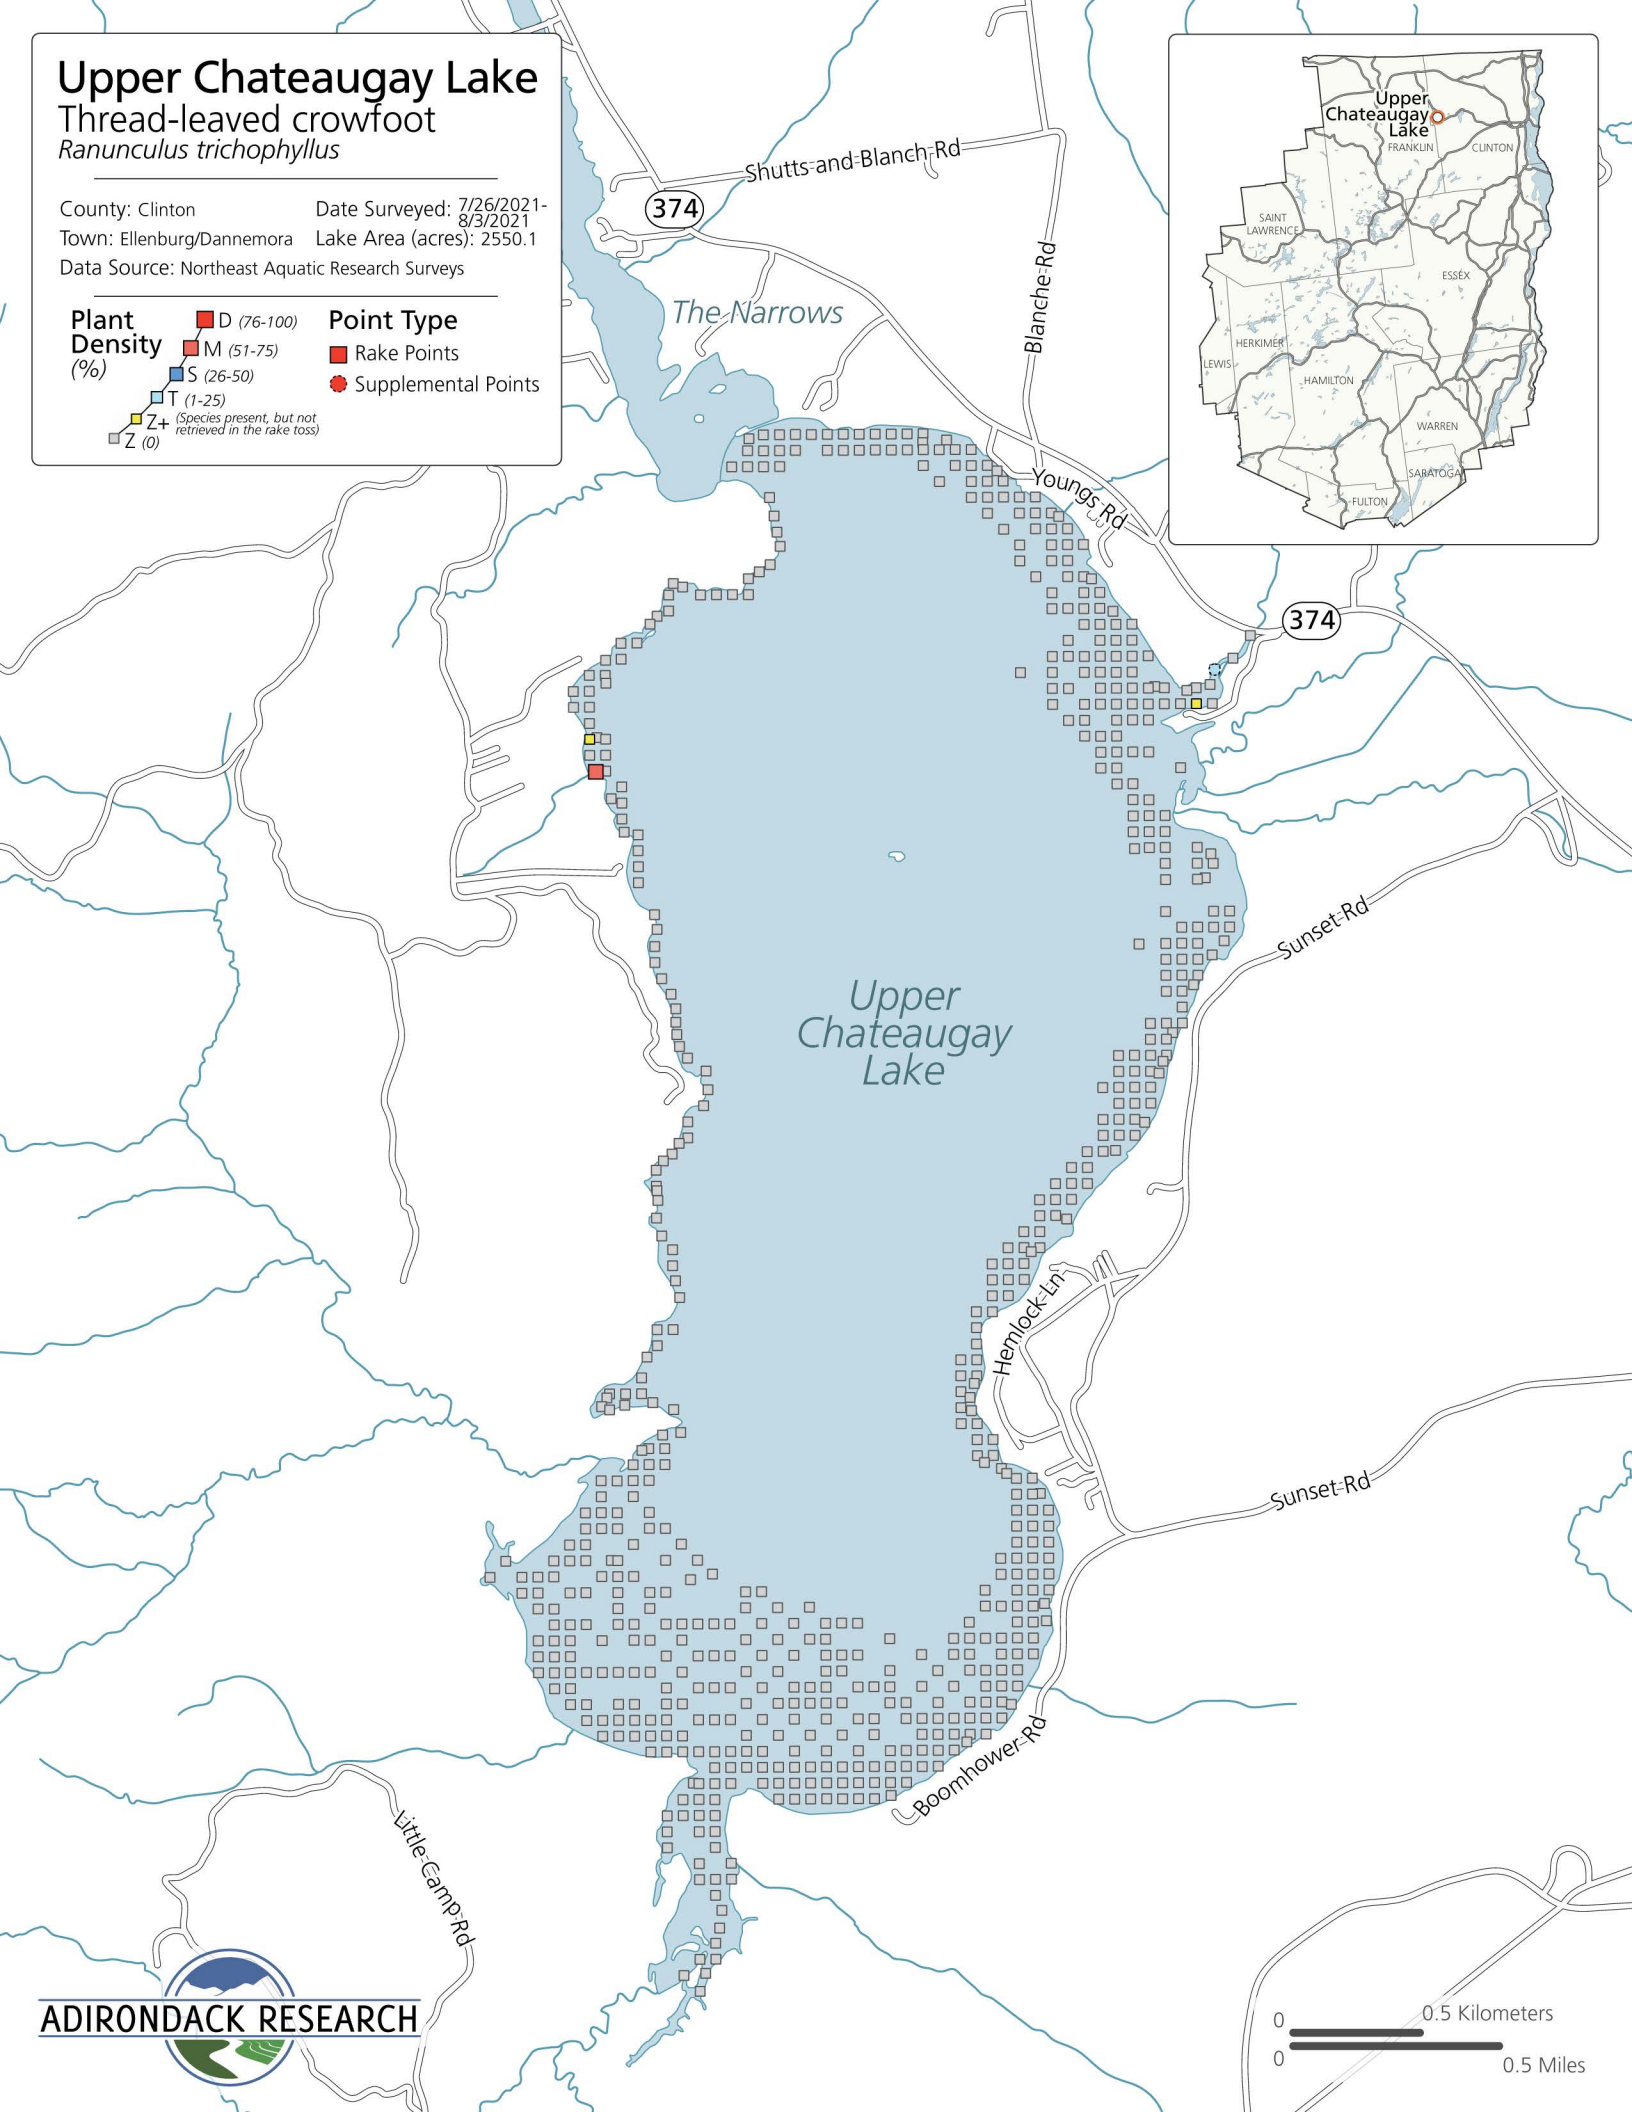 Upper Chateaugay Lake
Thread-leaved crowfoot
Ranunculus trichophyllus
County: Clinton
Date Surveyed: 7/26/2021-
8/3/2021
Town: Ellenburg/Dannemora
Lake Area (acres): 2550.1
Data Source: Northeast Aquatic Research Surveys
Plant
Density
(%)
D (76-100)
M (51-75)
S (26-50)
T (1-25)
Z+ (Species present, but not
retrieved in the rake toss)
Z (0)
Point Type
Rake Points
Supplemental Points
Upper
Chateaugay
Lake
FRANKLIN
CLINTON
SAINT
LAWRENCE
ESSEX
HERKIMER
LEWIS
HAMILTON
WARREN
SARATOGA
FULTON
Shutts-and-Blanch-Rd
374
Blanche-Rd
The Narrows
Youngs Rd
374
Sunset-Rd
Upper
Chateaugay
Lake
Hemlock-Ln
Sunset-Rd
Boomhower-Rd
Little-Camp-Rd
ADIRONDACK RESEARCH
0
0.5 Kilometers
0
0.5 Miles